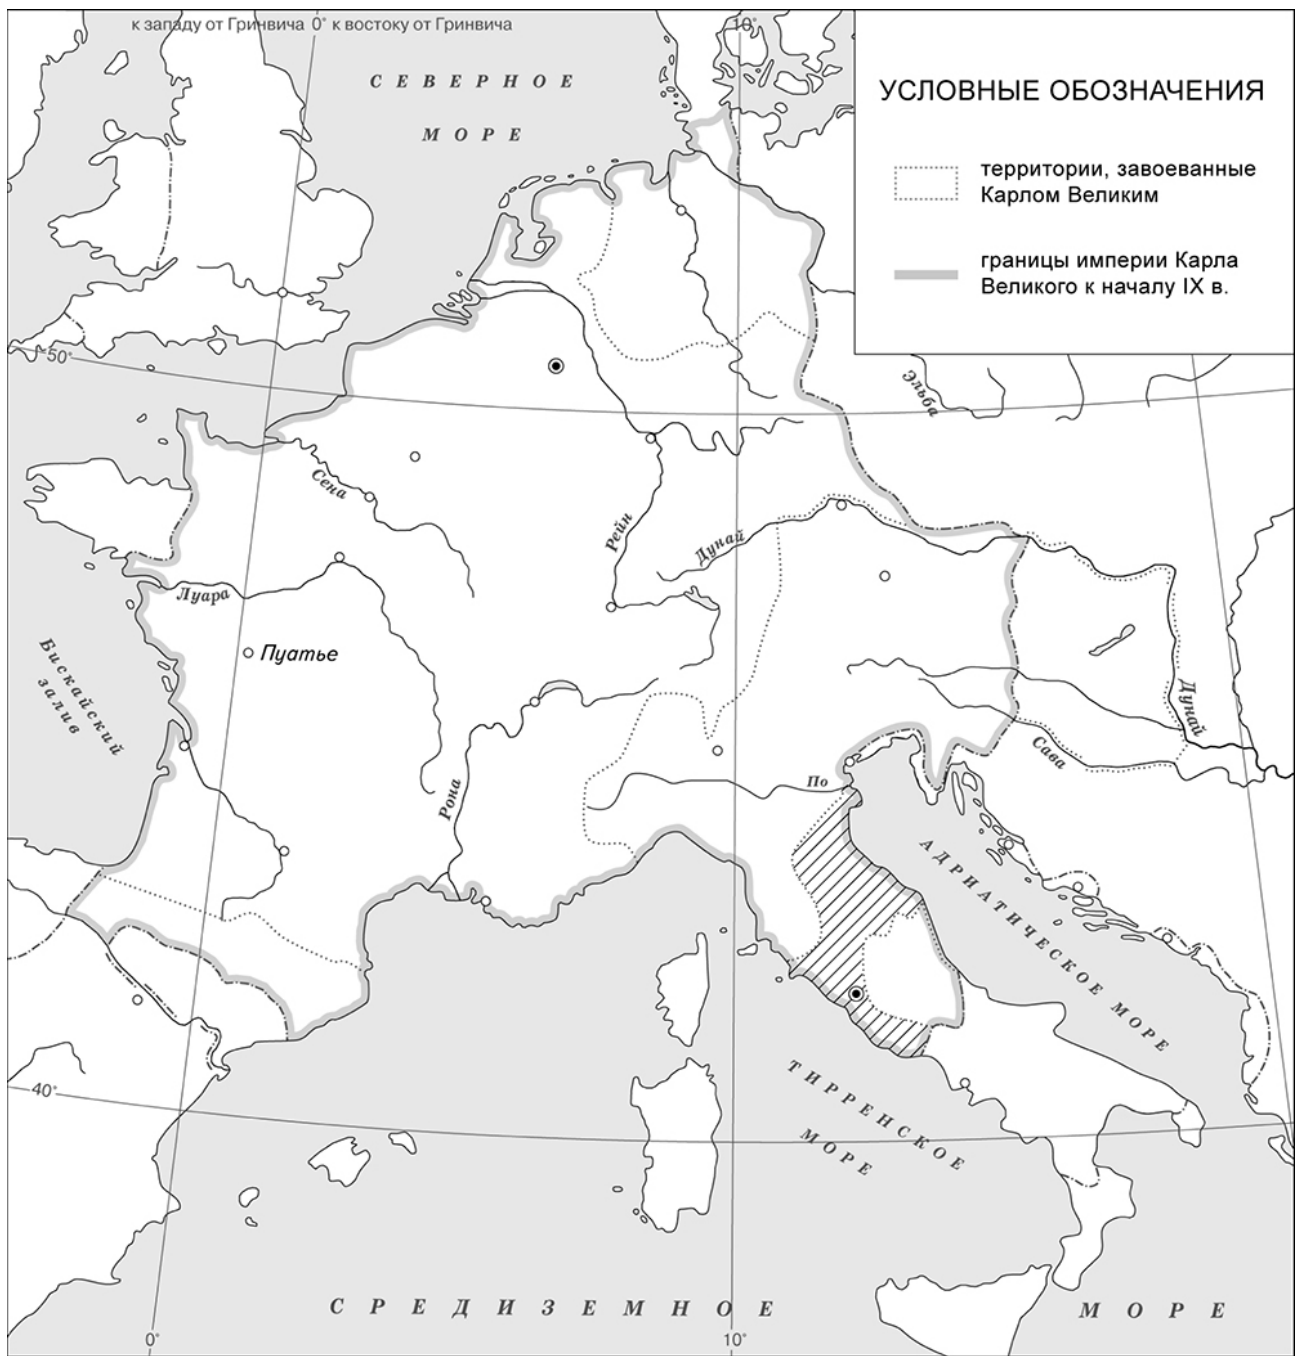 к западу от Гринвича 0° к востоку от Гринвича
10°
СЕВЕРНОЕ
МОРЕ
УСЛОВНЫЕ ОБОЗНАЧЕНИЯ
территории, завоеванные
Карлом Великим
границы империи Карла
Великого к началу IX в.
50°
Эльба
Сена
Рейн
Дунай
Луара
Пуатье
Бискайский
залив
Дунай
Сава
По
Рона
АДРИАТИЧЕСКОЕ МОРЕ
40°
ТИРРЕНСКОЕ
МОРЕ
СРЕДИЗЕМНОЕ МОРЕ
0°
10°